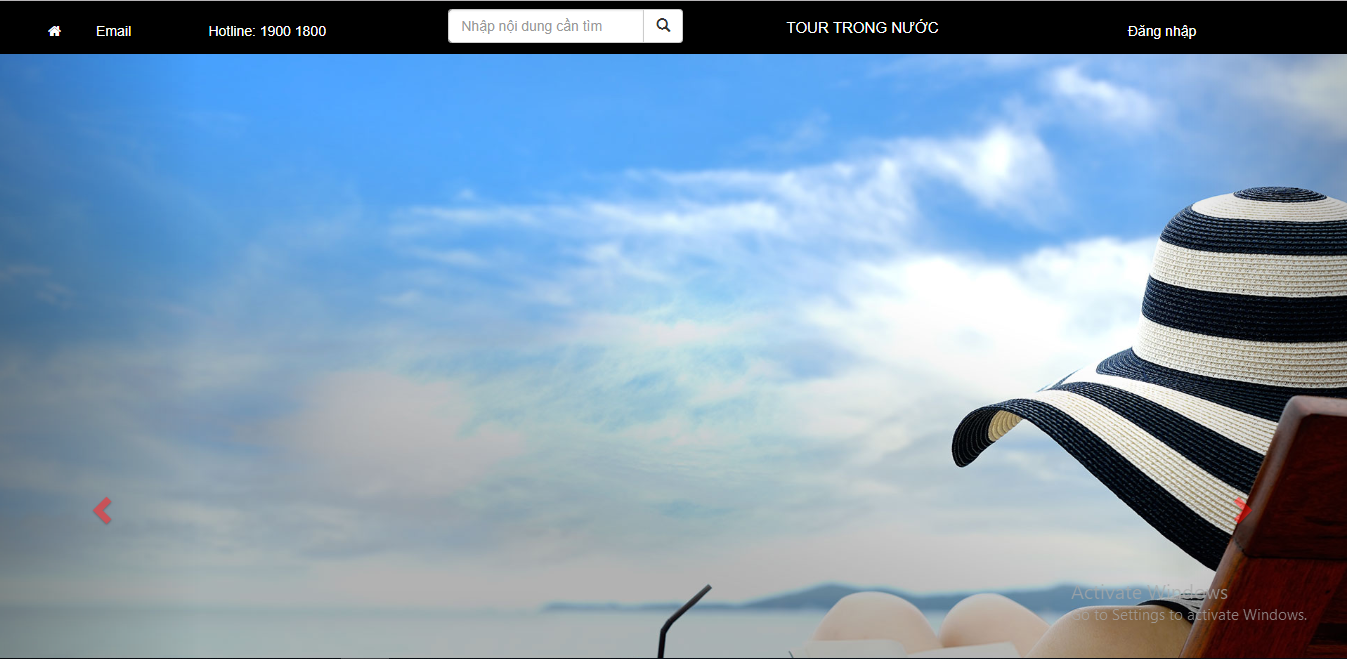 Email
Hotline: 1900 1800
Nhập nội dung cần tìm
TOUR TRONG NƯỚC
Đăng nhập
Activate Windows
Go to Settings to activate Windows.